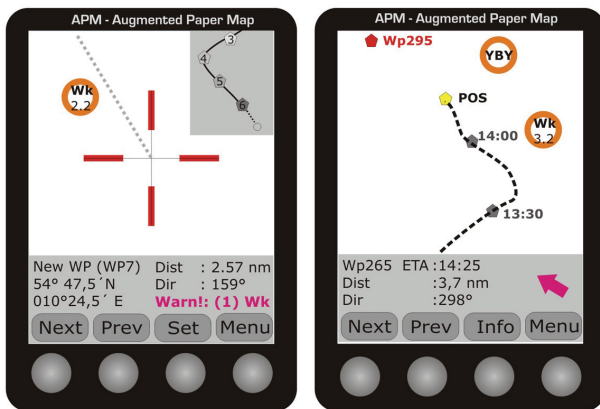 APM - Augmented Paper Map
Wk
2.2
3
4
5
6
New WP (WP7)
54° 47,5´N
010°24,5´ E
Dist : 2.57 nm
Dir : 159°
Warn!: (1) Wk
Next Prev Set Menu
APM - Augmented Paper Map
Wp295
YBY
POS
14:00
Wk
3.2
13:30
Wp265 ETA :14:25
Dist :3,7 nm
Dir :298°
Next Prev Info Menu